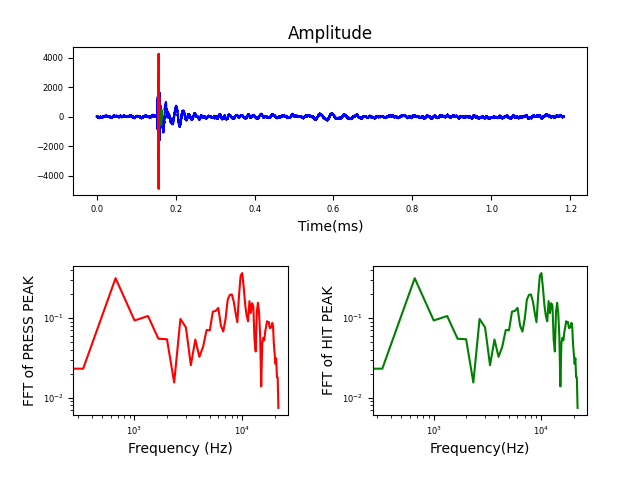 Amplitude
4000
2000
0
−2000
−4000
0.0 0.2 0.4 0.6 0.8 1.0 1.2
Time(ms)
FFT of PRESS PEAK
10⁻¹
10⁻²
10³ 10⁴
Frequency (Hz)
FFT of HIT PEAK
10⁻¹
10⁻²
10³ 10⁴
Frequency(Hz)